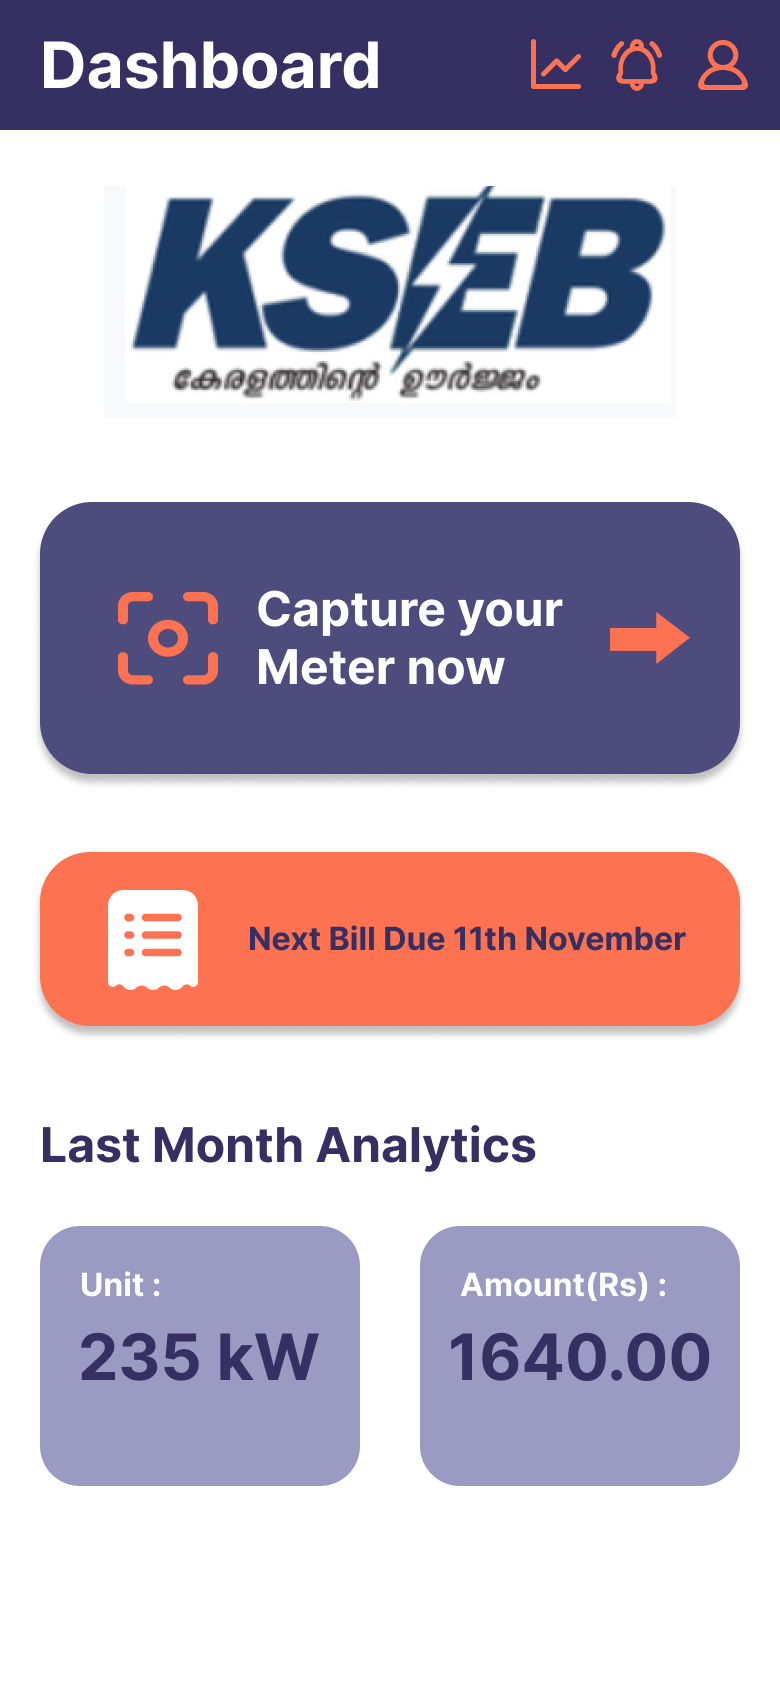 Dashboard
KSEB
കേരളത്തിന്റെ ഊർജ്ജം
Capture your
Meter now
Next Bill Due 11th November
Last Month Analytics
Unit :
235 kW
Amount(Rs) :
1640.00